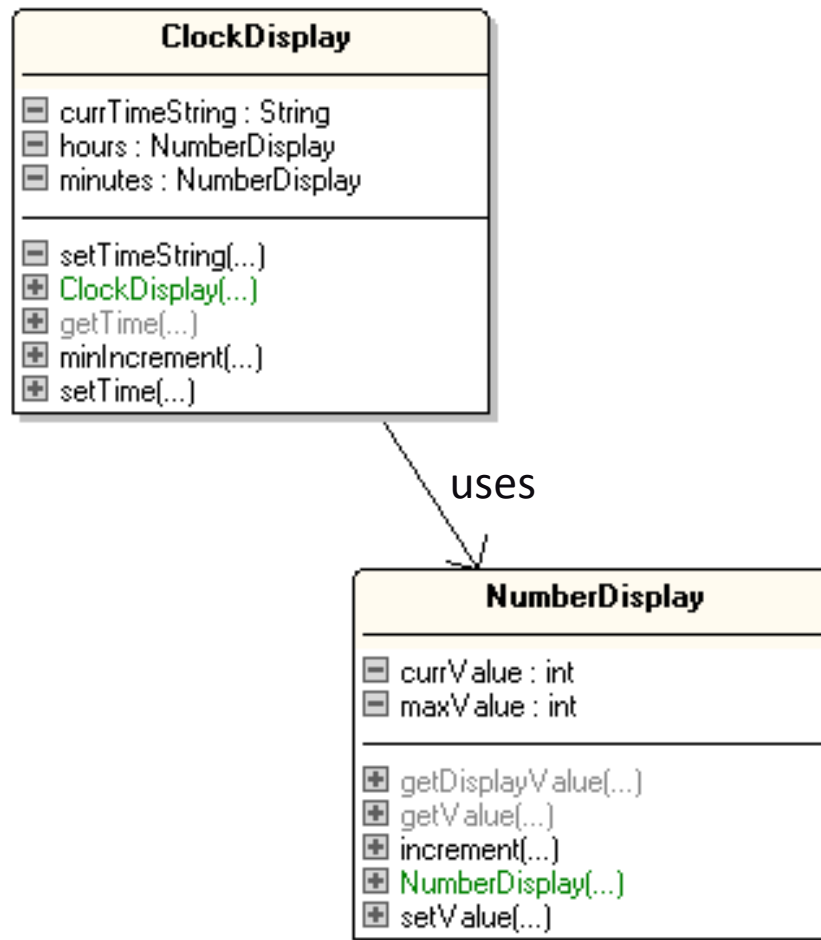 ClockDisplay
currTimeString : String
hours : NumberDisplay
minutes : NumberDisplay
setTimeString(...)
ClockDisplay(...)
getTime(...)
minIncrement(...)
setTime(...)
uses
NumberDisplay
currValue : int
maxValue : int
getDisplayValue(...)
getValue(...)
increment(...)
NumberDisplay(...)
setValue(...)